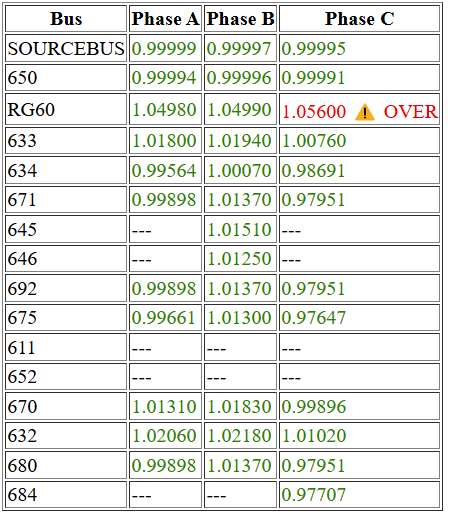 Bus Phase A Phase B Phase C
SOURCEBUS 0.99999 0.99997 0.99995
650 0.99994 0.99996 0.99991
RG60 1.04980 1.04990 1.05600 ⚠️ OVER
633 1.01800 1.01940 1.00760
634 0.99564 1.00070 0.98691
671 0.99898 1.01370 0.97951
645 --- 1.01510 ---
646 --- 1.01250 ---
692 0.99898 1.01370 0.97951
675 0.99661 1.01300 0.97647
611 --- --- ---
652 --- --- ---
670 1.01310 1.01830 0.99896
632 1.02060 1.02180 1.01020
680 0.99898 1.01370 0.97951
684 --- --- 0.97707